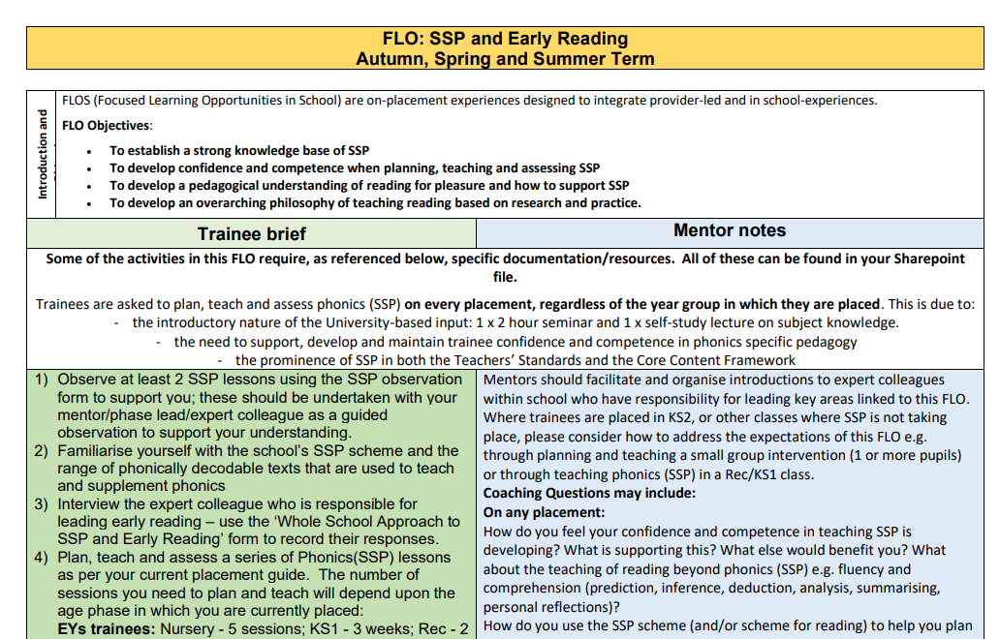 FLO: SSP and Early Reading
Autumn, Spring and Summer Term
Introduction and
FLOS (Focused Learning Opportunities in School) are on-placement experiences designed to integrate provider-led and in school-experiences.
FLO Objectives:
• To establish a strong knowledge base of SSP
• To develop confidence and competence when planning, teaching and assessing SSP
• To develop a pedagogical understanding of reading for pleasure and how to support SSP
• To develop an overarching philosophy of teaching reading based on research and practice.
Trainee brief
Mentor notes
Some of the activities in this FLO require, as referenced below, specific documentation/resources. All of these can be found in your Sharepoint
file.
Trainees are asked to plan, teach and assess phonics (SSP) on every placement, regardless of the year group in which they are placed. This is due to:
- the introductory nature of the University-based input: 1 x 2 hour seminar and 1 x self-study lecture on subject knowledge.
- the need to support, develop and maintain trainee confidence and competence in phonics specific pedagogy
- the prominence of SSP in both the Teachers’ Standards and the Core Content Framework
1) Observe at least 2 SSP lessons using the SSP observation
form to support you; these should be undertaken with your
mentor/phase lead/expert colleague as a guided
observation to support your understanding.
2) Familiarise yourself with the school’s SSP scheme and the
range of phonically decodable texts that are used to teach
and supplement phonics
3) Interview the expert colleague who is responsible for
leading early reading – use the ‘Whole School Approach to
SSP and Early Reading’ form to record their responses.
4) Plan, teach and assess a series of Phonics(SSP) lessons
as per your current placement guide. The number of
sessions you need to plan and teach will depend upon the
age phase in which you are currently placed:
EYs trainees: Nursery - 5 sessions; KS1 - 3 weeks; Rec - 2
Mentors should facilitate and organise introductions to expert colleagues
within school who have responsibility for leading key areas linked to this FLO.
Where trainees are placed in KS2, or other classes where SSP is not taking
place, please consider how to address the expectations of this FLO e.g.
through planning and teaching a small group intervention (1 or more pupils)
or through teaching phonics (SSP) in a Rec/KS1 class.
Coaching Questions may include:
On any placement:
How do you feel your confidence and competence in teaching SSP is
developing? What is supporting this? What else would benefit you? What
about the teaching of reading beyond phonics (SSP) e.g. fluency and
comprehension (prediction, inference, deduction, analysis, summarising,
personal reflections)?
How do you use the SSP scheme (and/or scheme for reading) to help you plan